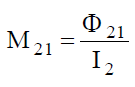 M₂₁ = Φ₂₁ / I₂